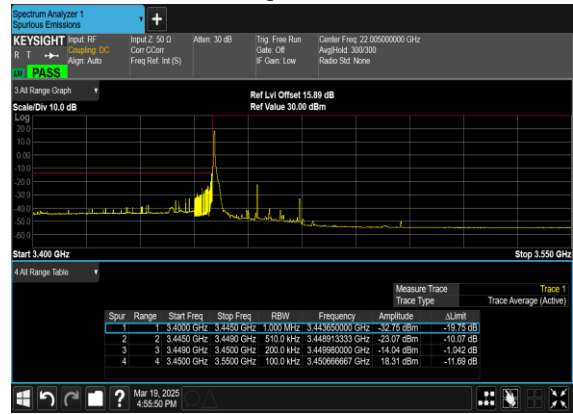 Spectrum Analyzer 1
Spurious Emissions
+
KEYSIGHT Input: RF Input Z: 50 Ω Atten: 30 dB Trig: Free Run Center Freq: 22.005000000 GHz
R T Coupling: DC Corr CCorr Gate: Off Avg|Hold: 300/300
Align: Auto Freq Ref: Int (S) IF Gain: Low Radio Std: None
PASS
3 All Range Graph
Ref Lvl Offset 15.89 dB
Scale/Div 10.0 dB Ref Value 30.00 dBm
Log
20.0
10.0
0.00
-10.0
-20.0
-30.0
-40.0
-50.0
-60.0
Start 3.400 GHz Stop 3.550 GHz
4 All Range Table
Measure Trace Trace 1
Trace Type Trace Average (Active)
Spur Range Start Freq Stop Freq RBW Frequency Amplitude ΔLimit
1 1 3.4000 GHz 3.4450 GHz 1.000 MHz 3.443650000 GHz -32.75 dBm -19.75 dB
2 2 3.4450 GHz 3.4490 GHz 510.0 kHz 3.448913333 GHz -23.07 dBm -10.07 dB
3 3 3.4490 GHz 3.4500 GHz 200.0 kHz 3.449980000 GHz -14.04 dBm -1.042 dB
4 4 3.4500 GHz 3.5500 GHz 100.0 kHz 3.450666667 GHz 18.31 dBm -11.69 dB
?
Mar 19, 2025
4:55:50 PM